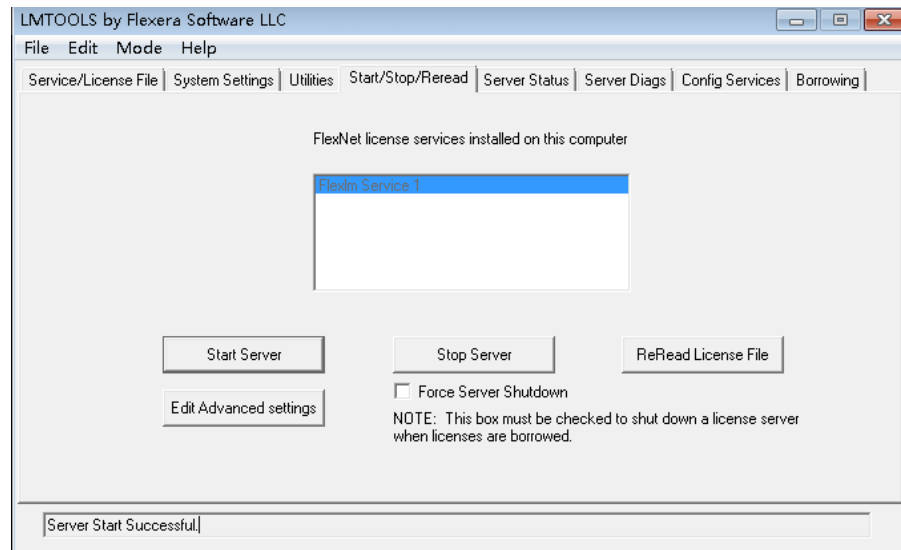 LMTOOLS by Flexera Software LLC
File Edit Mode Help
Service/License File System Settings Utilities Start/Stop/Reread Server Status Server Diags Config Services Borrowing
FlexNet license services installed on this computer
Flexlm Service 1
Start Server Stop Server ReRead License File
Edit Advanced settings
Force Server Shutdown
NOTE: This box must be checked to shut down a license server
when licenses are borrowed.
Server Start Successful.